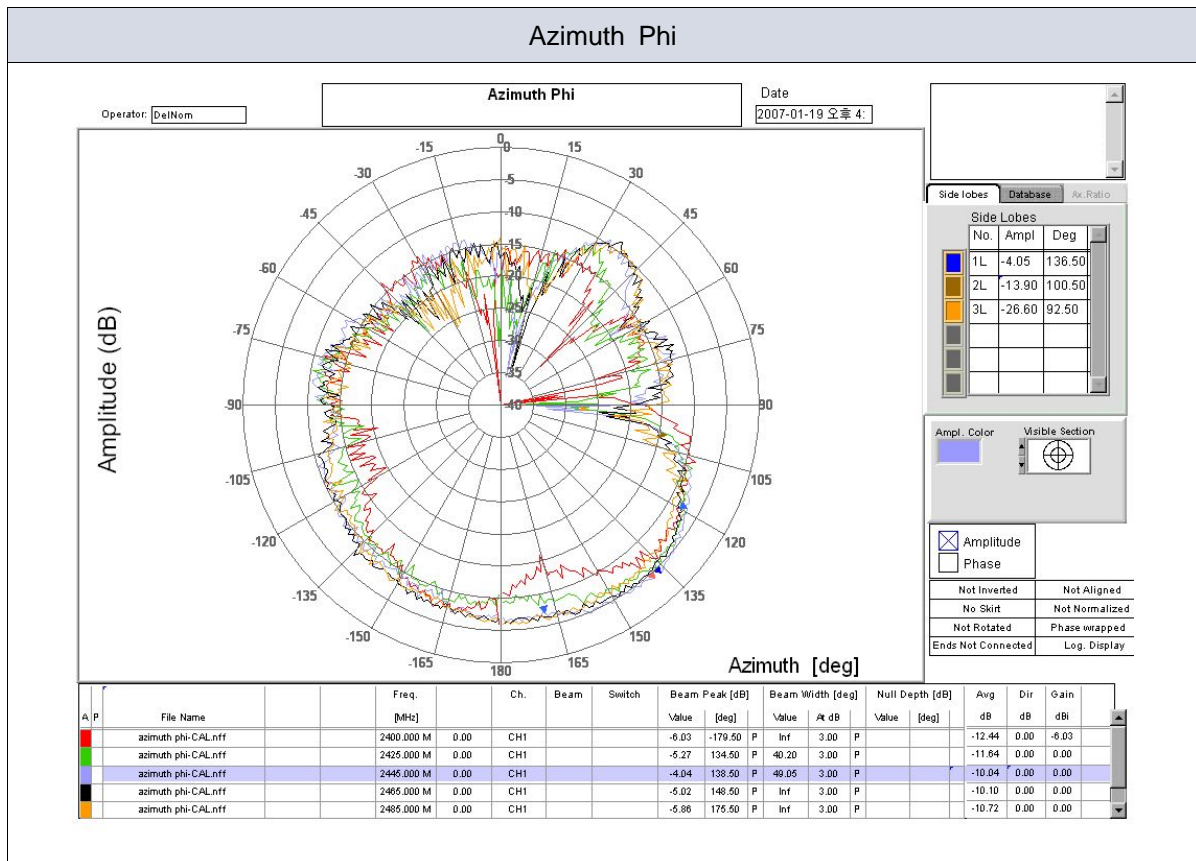 Azimuth Phi
Azimuth Phi
Operator: DelNom
Date
2007-01-19 오후 4:
Amplitude (dB)
Azimuth [deg]
0
15
30
45
60
75
90
105
120
135
150
165
180
-165
-150
-135
-120
-105
-90
-75
-60
-45
-30
-15
0
-5
-10
-15
-25
-35
-40
Side lobes Database Ax.Ratio
Side Lobes
No. Ampl Deg
1L -4.05 136.50
2L -13.90 100.50
3L -26.60 92.50
Ampl. Color Visible Section
Amplitude
Phase
Not Inverted Not Aligned
No Skirt Not Normalized
Not Rotated Phase wrapped
Ends Not Connected Log. Display
Freq. Ch. Beam Switch Beam Peak [dB] Beam Width [deg] Null Depth [dB] Avg Dir Gain
A P File Name [MHz] Value [deg] Value At dB Value [deg] dB dB dBi
azimuth phi-CAL.nff 2400.000 M 0.00 CH1 -6.03 -179.50 P Inf 3.00 P -12.44 0.00 -6.03
azimuth phi-CAL.nff 2425.000 M 0.00 CH1 -5.27 134.50 P 40.20 3.00 P -11.64 0.00 0.00
azimuth phi-CAL.nff 2445.000 M 0.00 CH1 -4.04 138.50 P 49.05 3.00 P -10.04 0.00 0.00
azimuth phi-CAL.nff 2465.000 M 0.00 CH1 -5.02 148.50 P Inf 3.00 P -10.10 0.00 0.00
azimuth phi-CAL.nff 2485.000 M 0.00 CH1 -5.86 175.50 P Inf 3.00 P -10.72 0.00 0.00